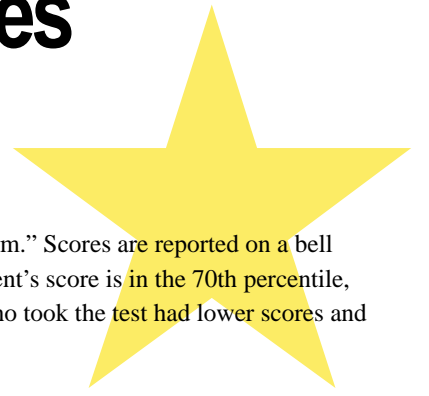 es
m.” Scores are reported on a bell
ent’s score is in the 70th percentile,
no took the test had lower scores and